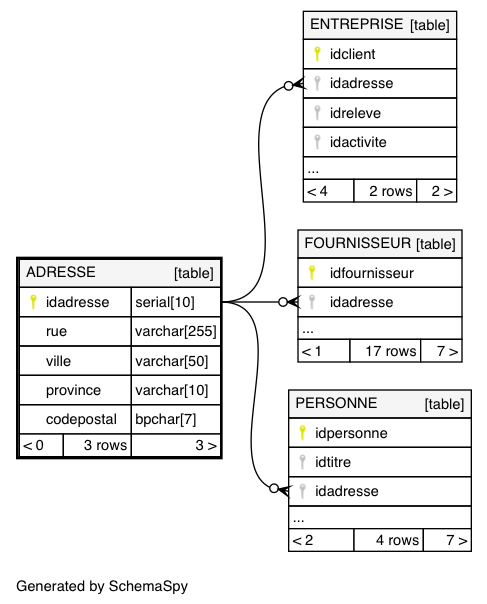 ENTREPRISE [table]
idclient
idadresse
idreleve
idactivite
...
< 4 2 rows 2 >
FOURNISSEUR [table]
idfournisseur
idadresse
...
< 1 17 rows 7 >
ADRESSE [table]
idadresse serial[10]
rue varchar[255]
ville varchar[50]
province varchar[10]
codepostal bpchar[7]
< 0 3 rows 3 >
PERSONNE [table]
idpersonne
idtitre
idadresse
...
< 2 4 rows 7 >
Generated by SchemaSpy